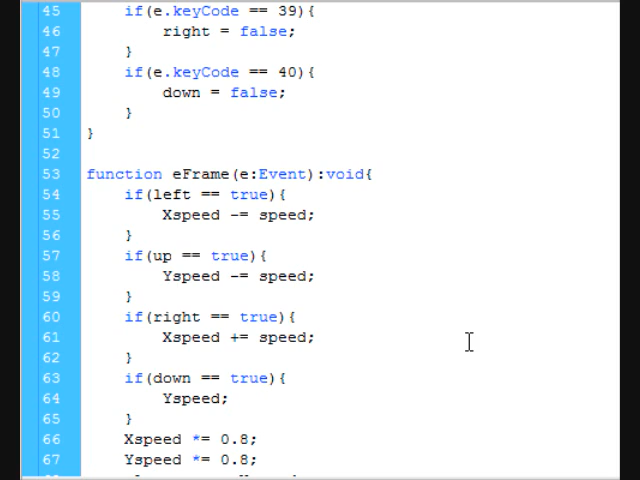 45 if(e.keyCode == 39){
46 right = false;
47 }
48 if(e.keyCode == 40){
49 down = false;
50 }
51 }
52
53 function eFrame(e:Event):void{
54 if(left == true){
55 Xspeed -= speed;
56 }
57 if(up == true){
58 Yspeed -= speed;
59 }
60 if(right == true){
61 Xspeed += speed;
62 }
63 if(down == true){
64 Yspeed;
65 }
66 Xspeed *= 0.8;
67 Yspeed *= 0.8;